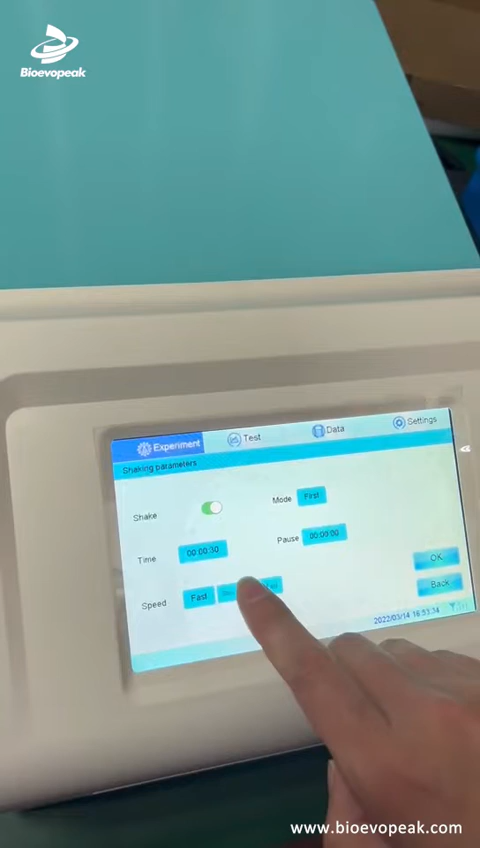 Bioevopeak
Experiment
Test
Data
Settings
Shaking parameters
Shake
Mode
First
Time
00:00:30
Pause
00:00:00
Speed
Fast
OK
Back
2022/03/14 16:53:34
www.bioevopeak.com